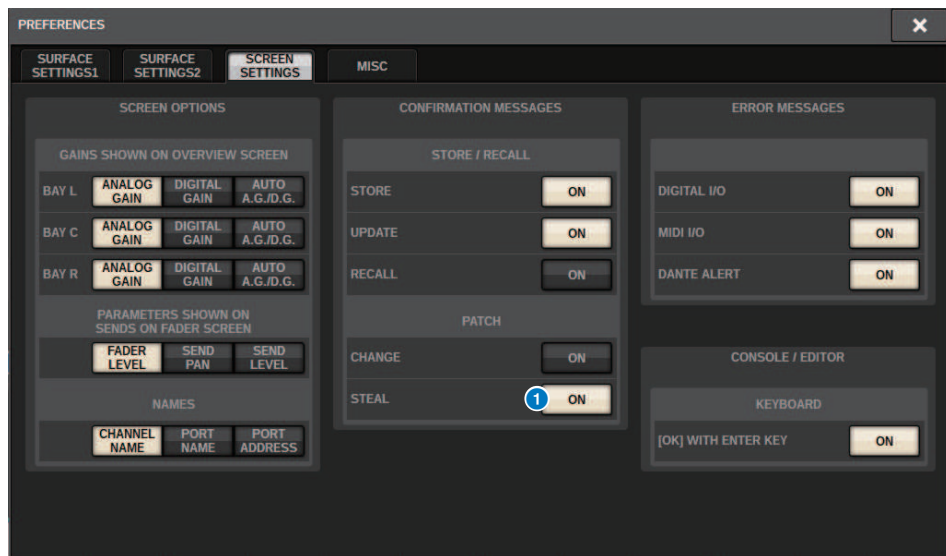 PREFERENCES
SURFACE
SETTINGS1
SURFACE
SETTINGS2
SCREEN
SETTINGS
MISC
SCREEN OPTIONS
GAINS SHOWN ON OVERVIEW SCREEN
BAY L
ANALOG
GAIN
DIGITAL
GAIN
AUTO
A.G./D.G.
BAY C
ANALOG
GAIN
DIGITAL
GAIN
AUTO
A.G./D.G.
BAY R
ANALOG
GAIN
DIGITAL
GAIN
AUTO
A.G./D.G.
PARAMETERS SHOWN ON
SENDS ON FADER SCREEN
FADER
LEVEL
SEND
PAN
SEND
LEVEL
NAMES
CHANNEL
NAME
PORT
NAME
PORT
ADDRESS
CONFIRMATION MESSAGES
STORE / RECALL
STORE ON
UPDATE ON
RECALL ON
PATCH
CHANGE ON
STEAL 1 ON
ERROR MESSAGES
DIGITAL I/O ON
MIDI I/O ON
DANTE ALERT ON
CONSOLE / EDITOR
KEYBOARD
[OK] WITH ENTER KEY ON